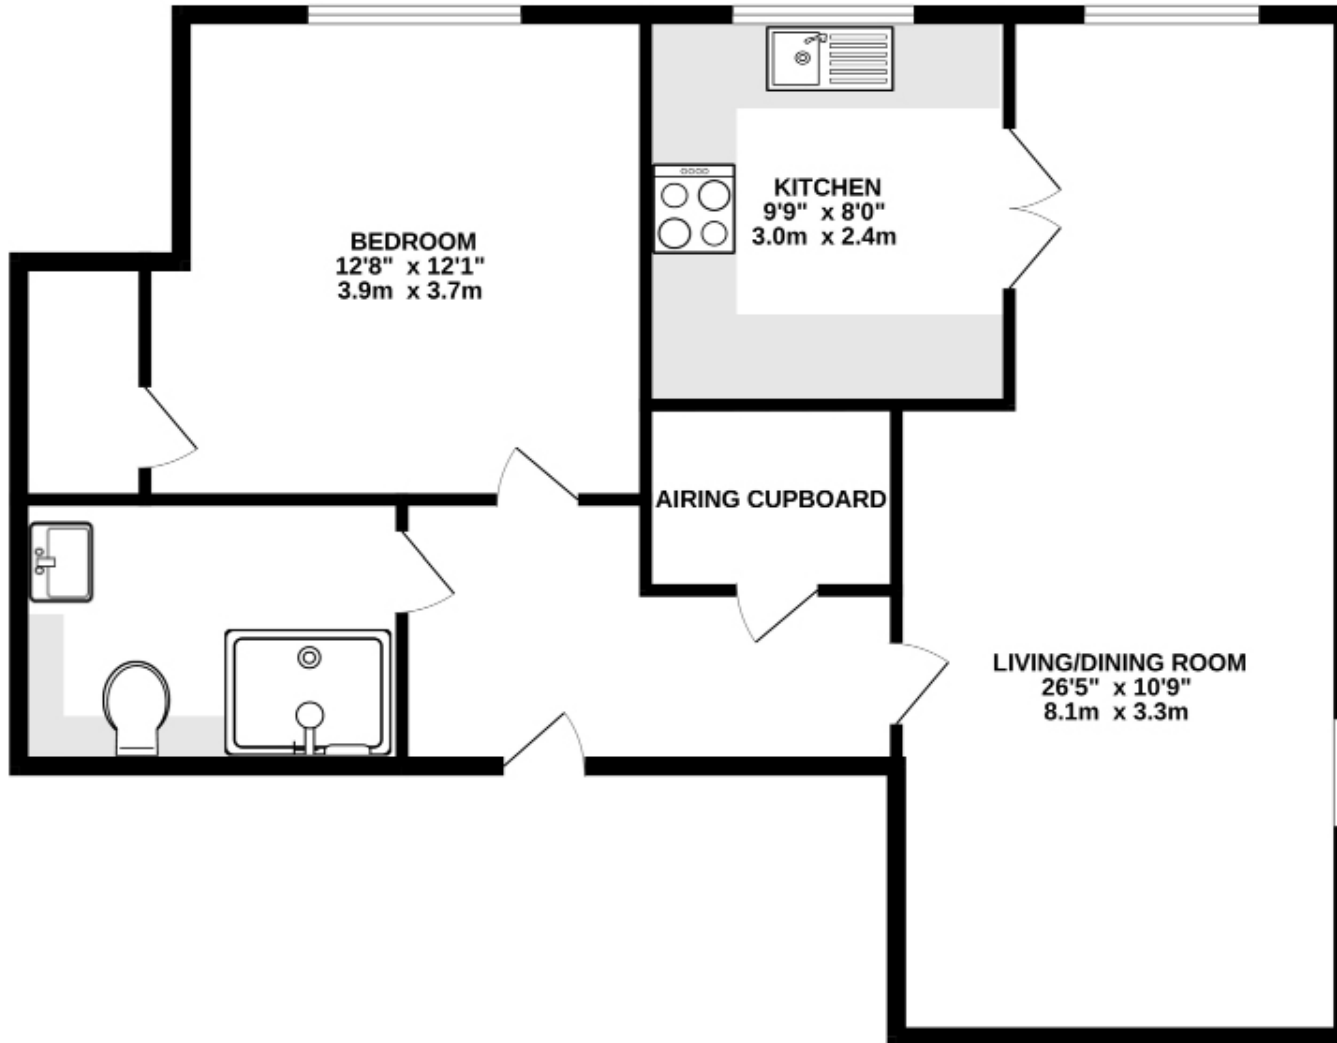 BEDROOM
12'8" x 12'1"
3.9m x 3.7m
KITCHEN
9'9" x 8'0"
3.0m x 2.4m
AIRING CUPBOARD
LIVING/DINING ROOM
26'5" x 10'9"
8.1m x 3.3m